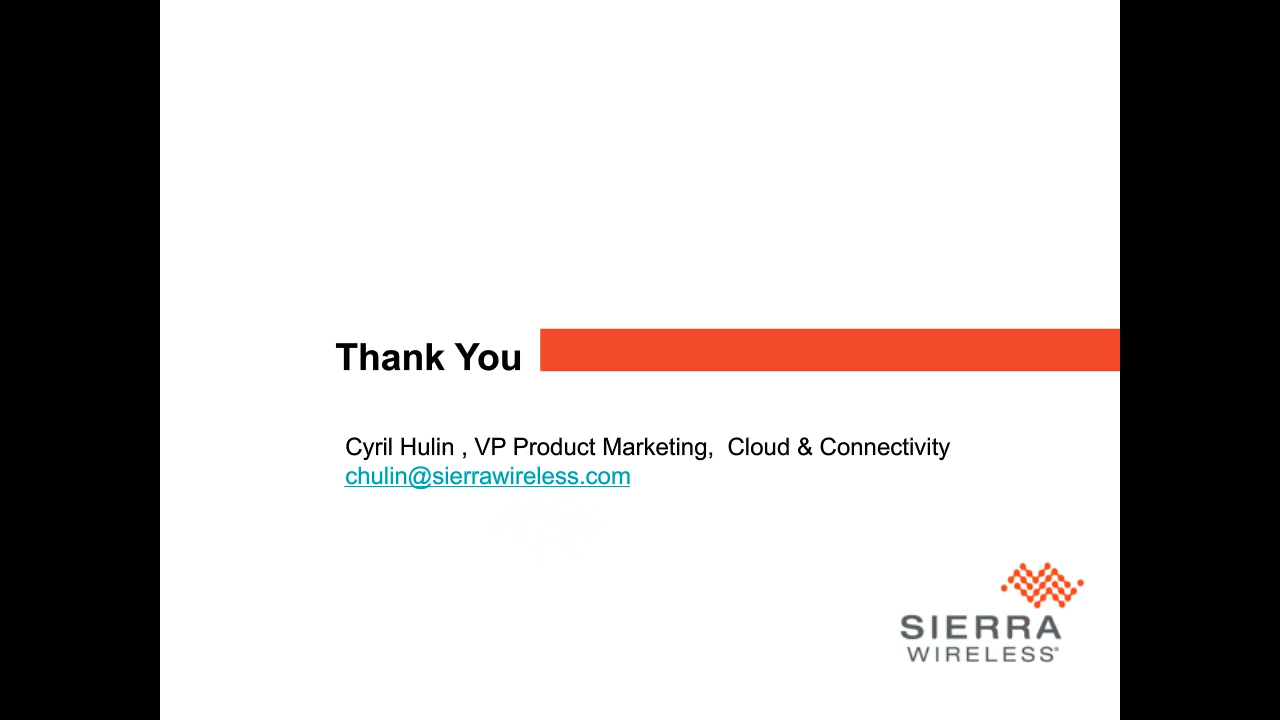 Thank You
Cyril Hulin , VP Product Marketing,  Cloud & Connectivity
chulin@sierrawireless.com
SIERRA
WIRELESS®